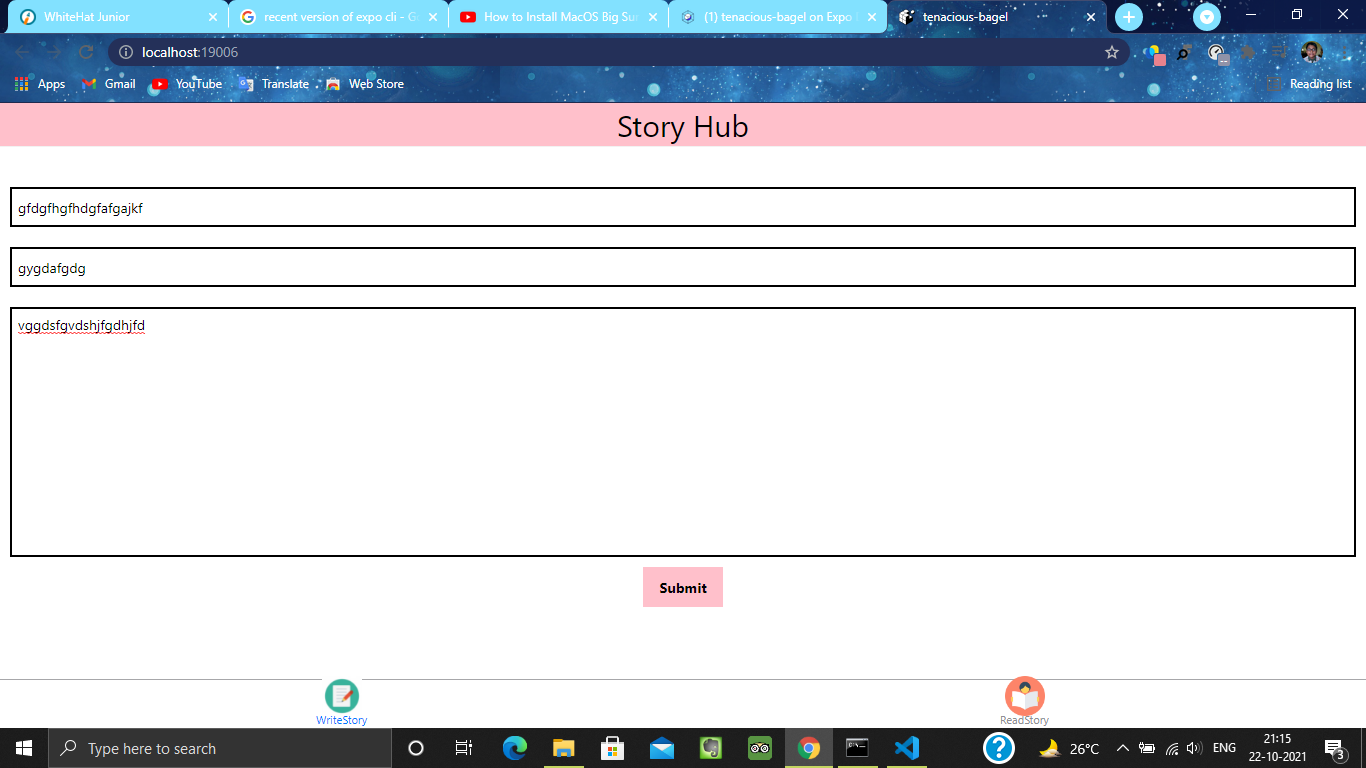 WhiteHat Junior
recent version of expo cli - G
How to Install MacOS Big Sur
(1) tenacious-bagel on Expo
tenacious-bagel
localhost:19006
Apps
Gmail
YouTube
Translate
Web Store
Reading list
Story Hub
gfdgfhgfhdgfafgajkf
gygdafgdg
vggdsfgvdshjfgdhjfd
Submit
WriteStory
ReadStory
Type here to search
26°C
ENG
21:15
22-10-2021
3